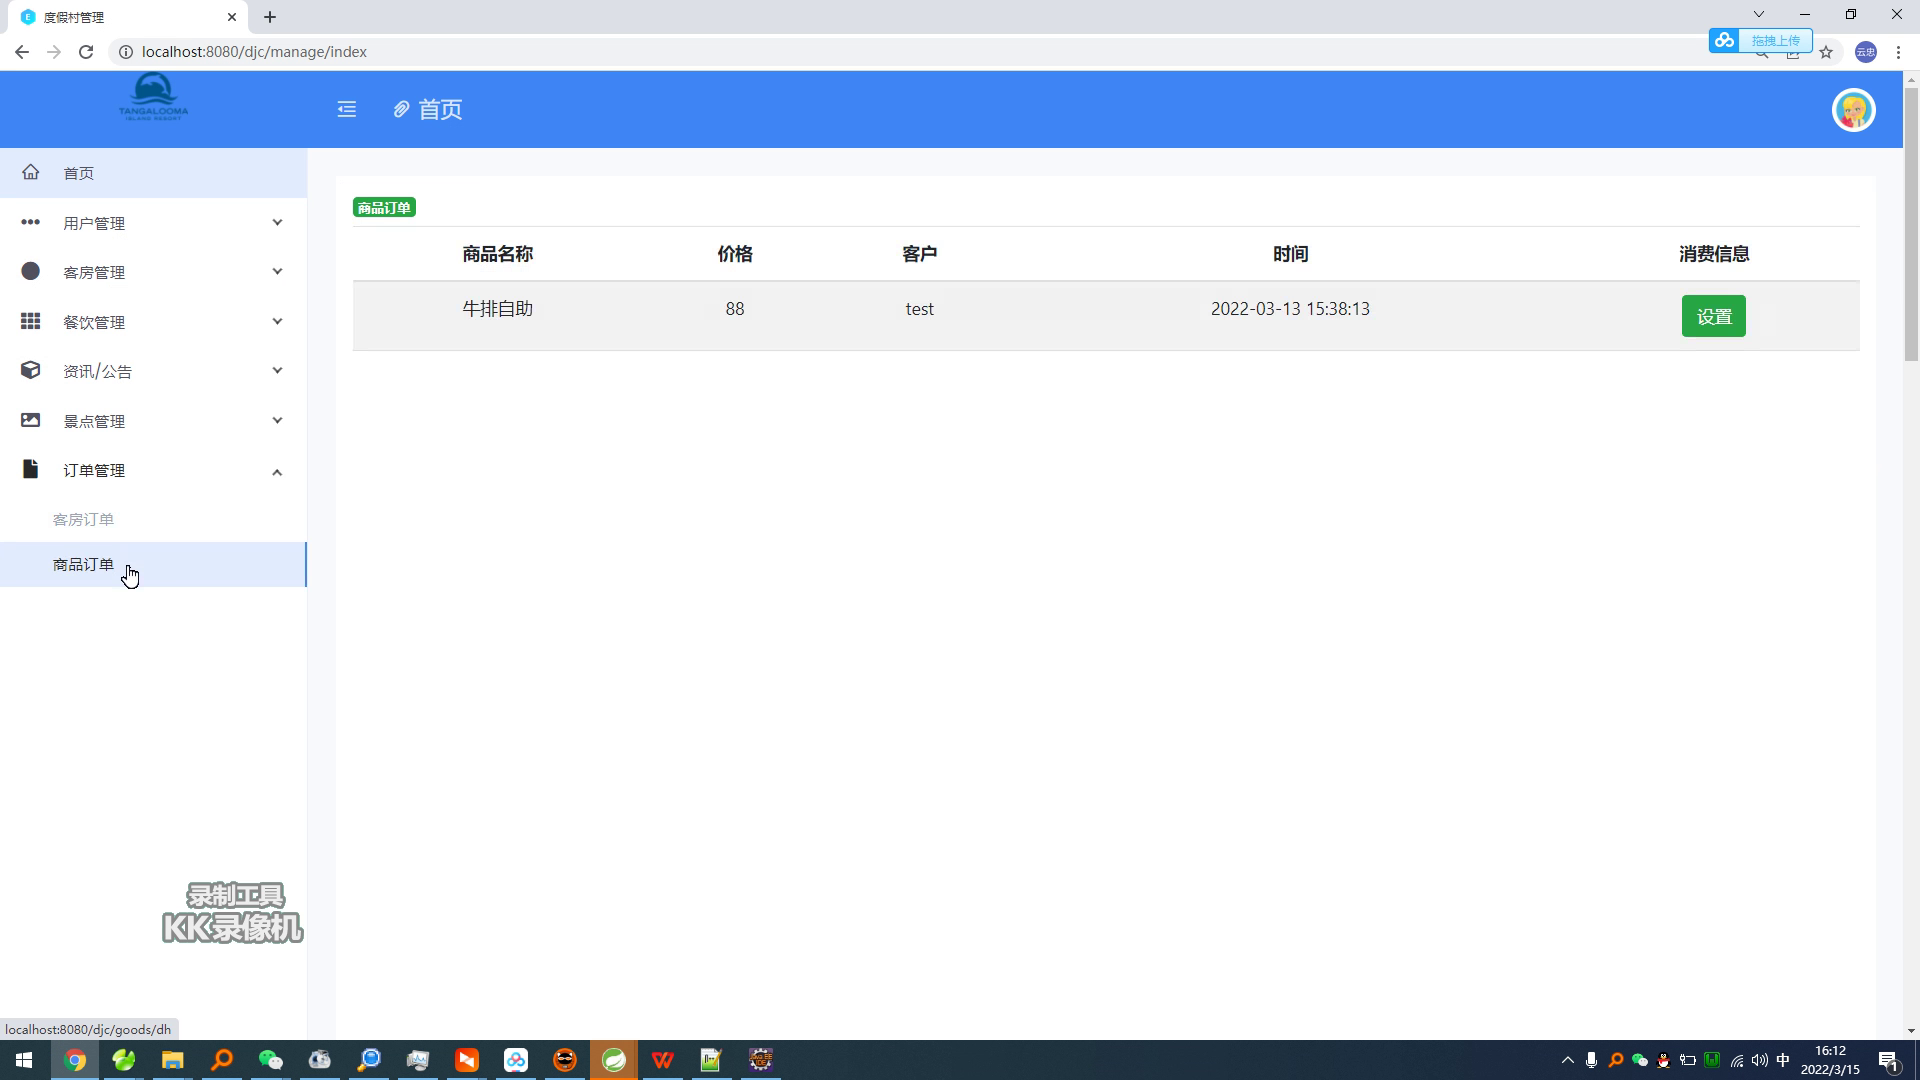 度假村管理
localhost:8080/djc/manage/index
拖拽上传
云忠
TANGALOOMA
ISLAND RESORT
首页
首页
用户管理
客房管理
餐饮管理
资讯/公告
景点管理
订单管理
客房订单
商品订单
商品订单
商品名称 价格 客户 时间 消费信息
牛排自助 88 test 2022-03-13 15:38:13 设置
录制工具
KK录像机
localhost:8080/djc/goods/dh
中
16:12
2022/3/15
1